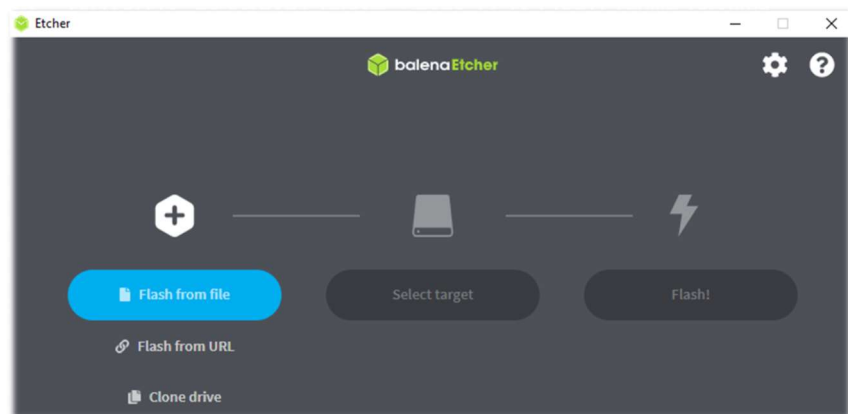 Etcher
balenaEtcher
Flash from file
Select target
Flash!
Flash from URL
Clone drive